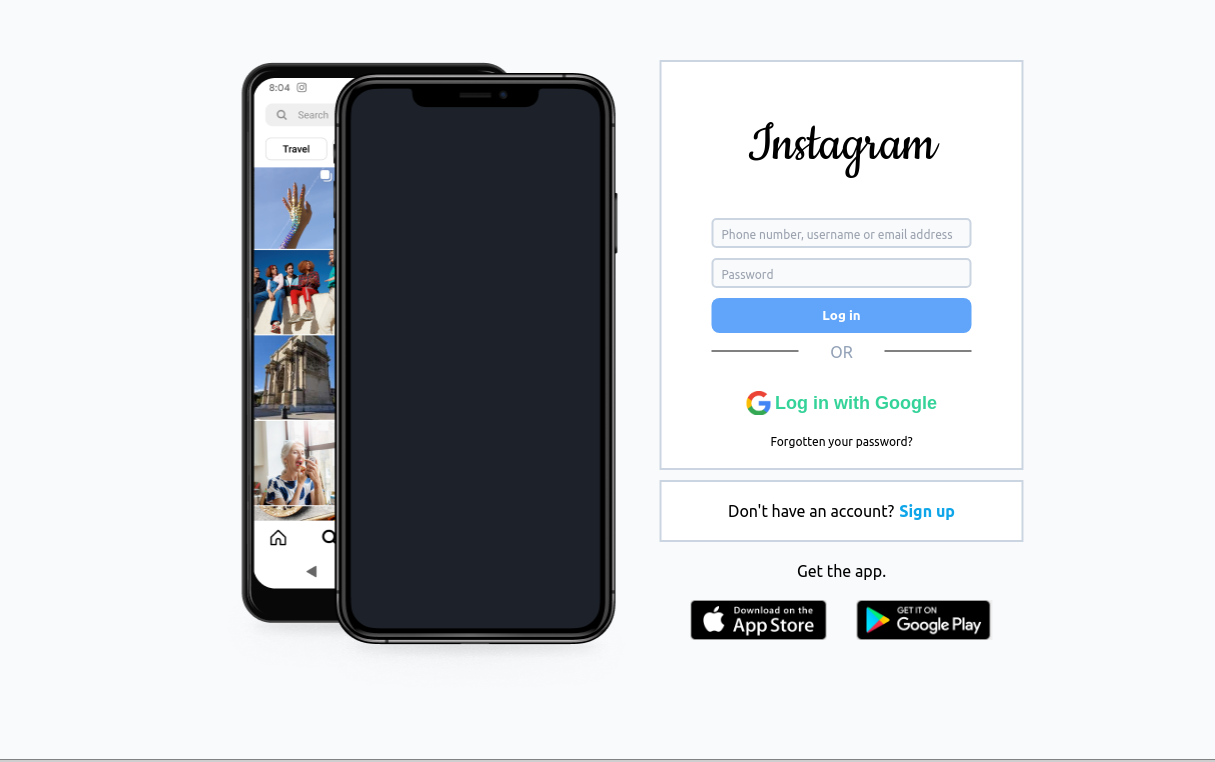 8:04
Search
Travel
Instagram
Phone number, username or email address
Password
Log in
OR
Log in with Google
Forgotten your password?
Don't have an account? Sign up
Get the app.
Download on the
App Store
GET IT ON
Google Play